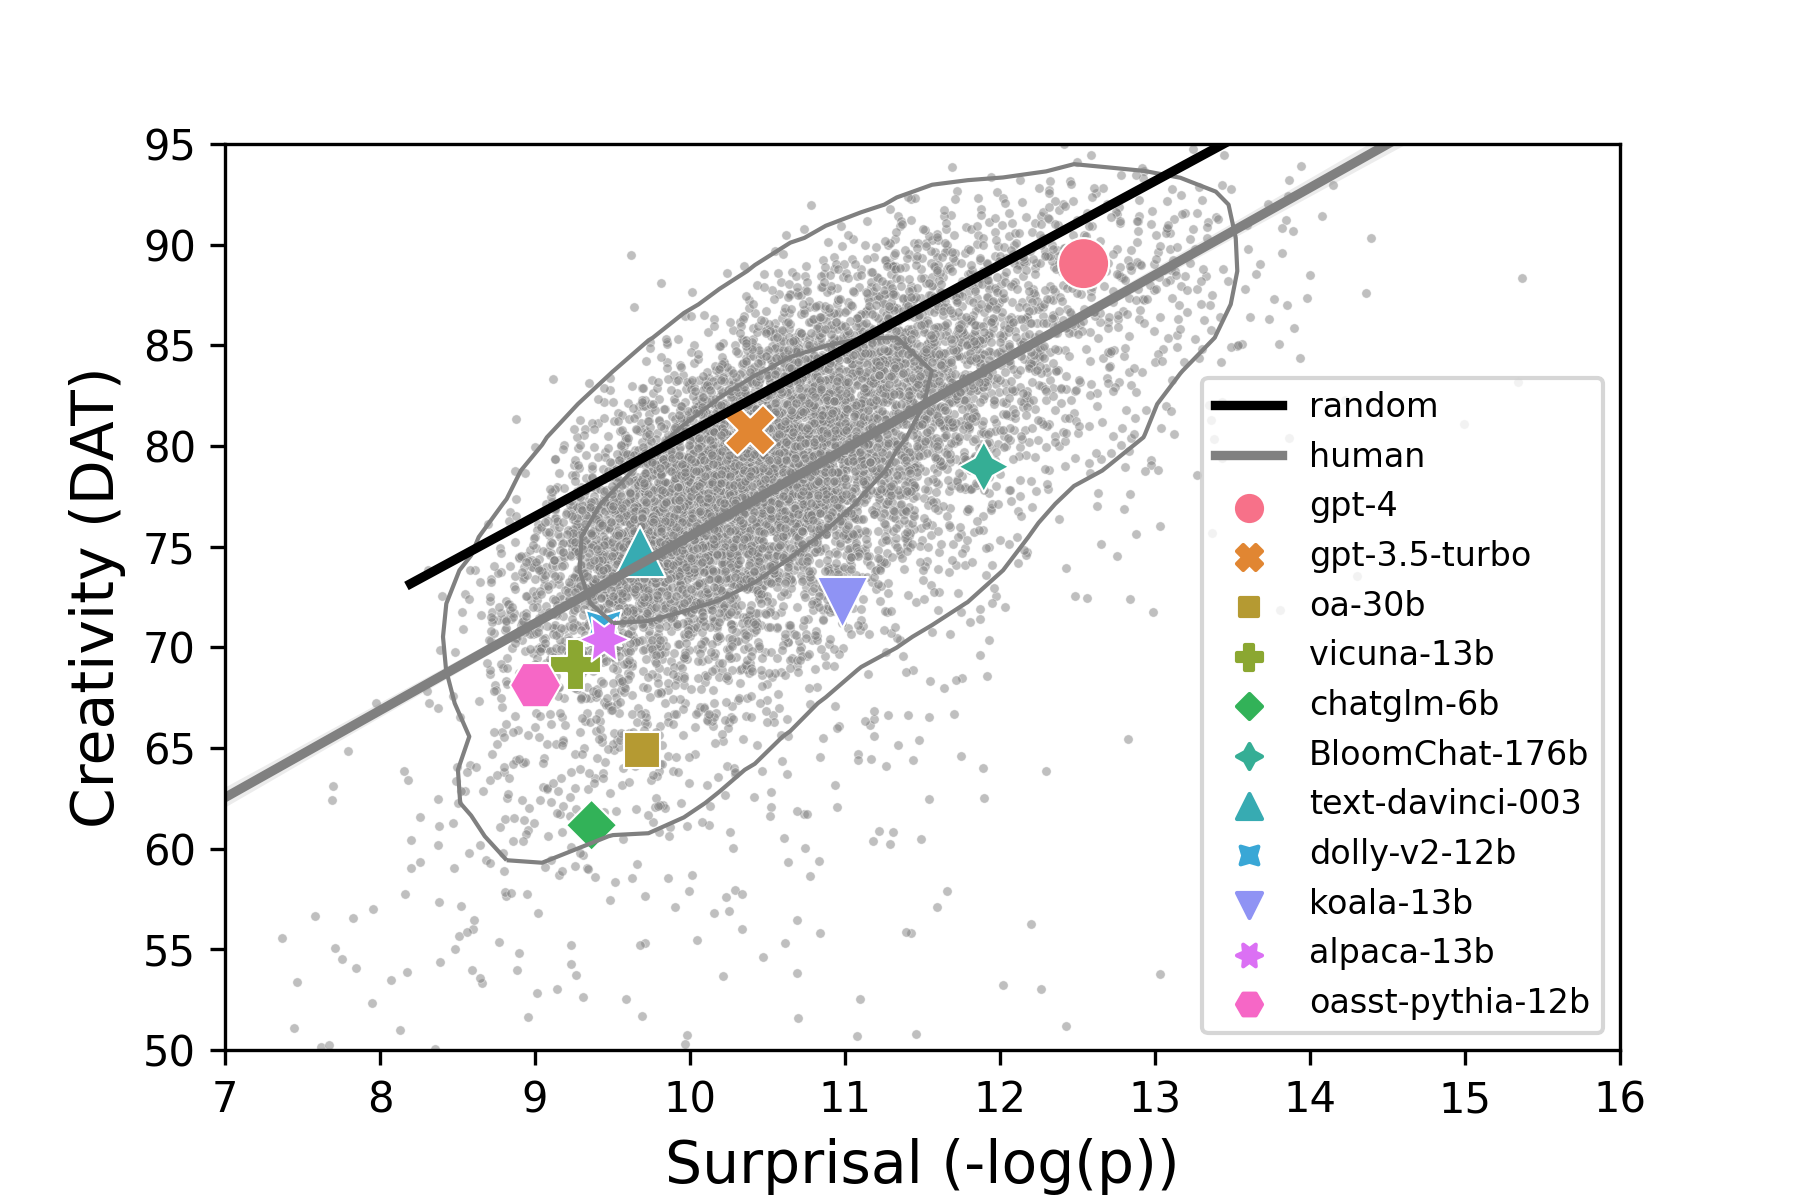 95
90
85
80
75
70
65
60
55
50
Creativity (DAT)
7 8 9 10 11 12 13 14 15 16
Surprisal (-log(p))
random
human
gpt-4
gpt-3.5-turbo
oa-30b
vicuna-13b
chatglm-6b
BloomChat-176b
text-davinci-003
dolly-v2-12b
koala-13b
alpaca-13b
oasst-pythia-12b